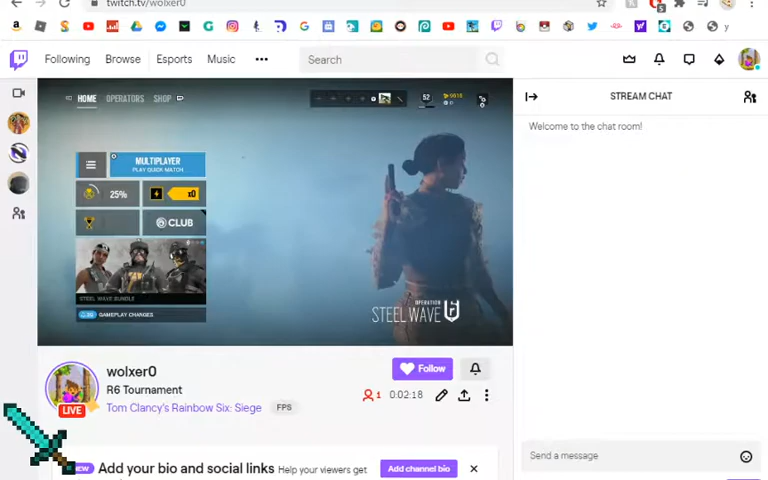 twitch.tv/wolxer0
Following Browse Esports Music ••• Search
STREAM CHAT
Welcome to the chat room!
HOME OPERATORS SHOP
52
MULTIPLAYER
PLAY QUICK MATCH
25% x0
CLUB
STEEL WAVE BUNDLE
GAMEPLAY CHANGES
OPERATION
STEEL WAVE
wolxer0
Follow
R6 Tournament
1 0:02:18
LIVE
Tom Clancy's Rainbow Six: Siege FPS
Add your bio and social links Help your viewers get
Add channel bio
Send a message